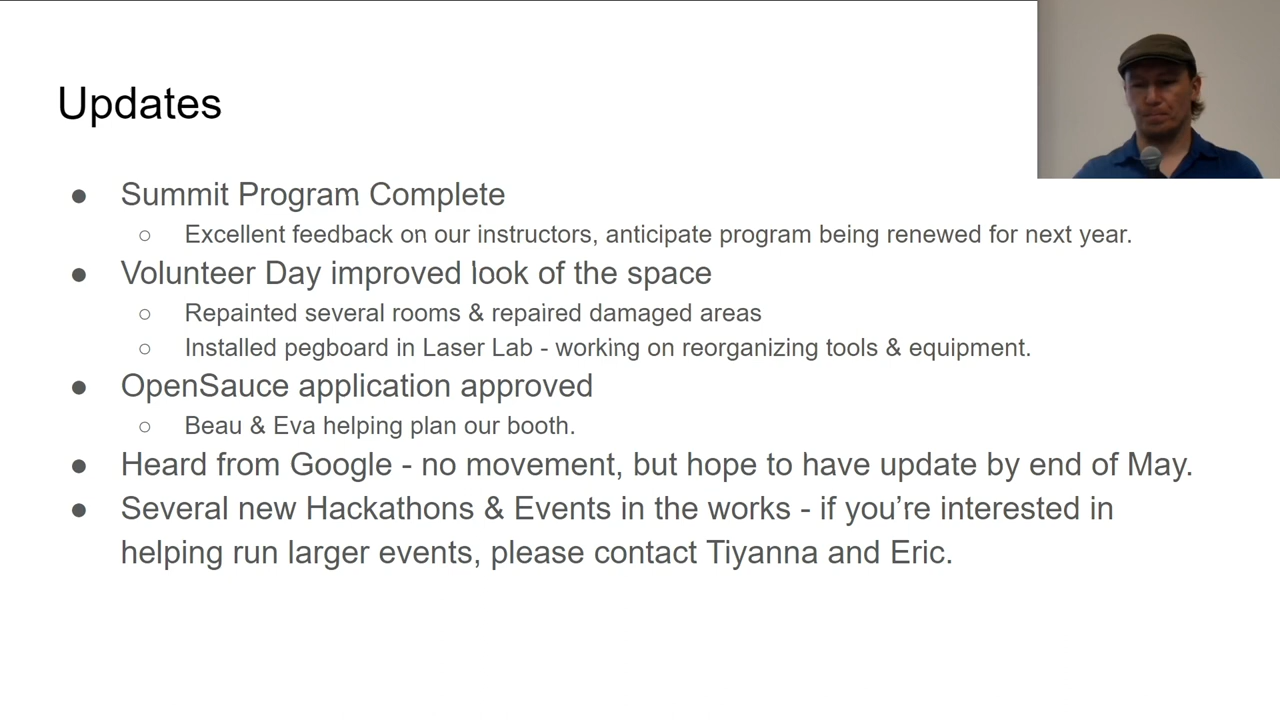 Updates
● Summit Program Complete
○ Excellent feedback on our instructors, anticipate program being renewed for next year.
● Volunteer Day improved look of the space
○ Repainted several rooms & repaired damaged areas
○ Installed pegboard in Laser Lab - working on reorganizing tools & equipment.
● OpenSauce application approved
○ Beau & Eva helping plan our booth.
● Heard from Google - no movement, but hope to have update by end of May.
● Several new Hackathons & Events in the works - if you’re interested in
helping run larger events, please contact Tiyanna and Eric.